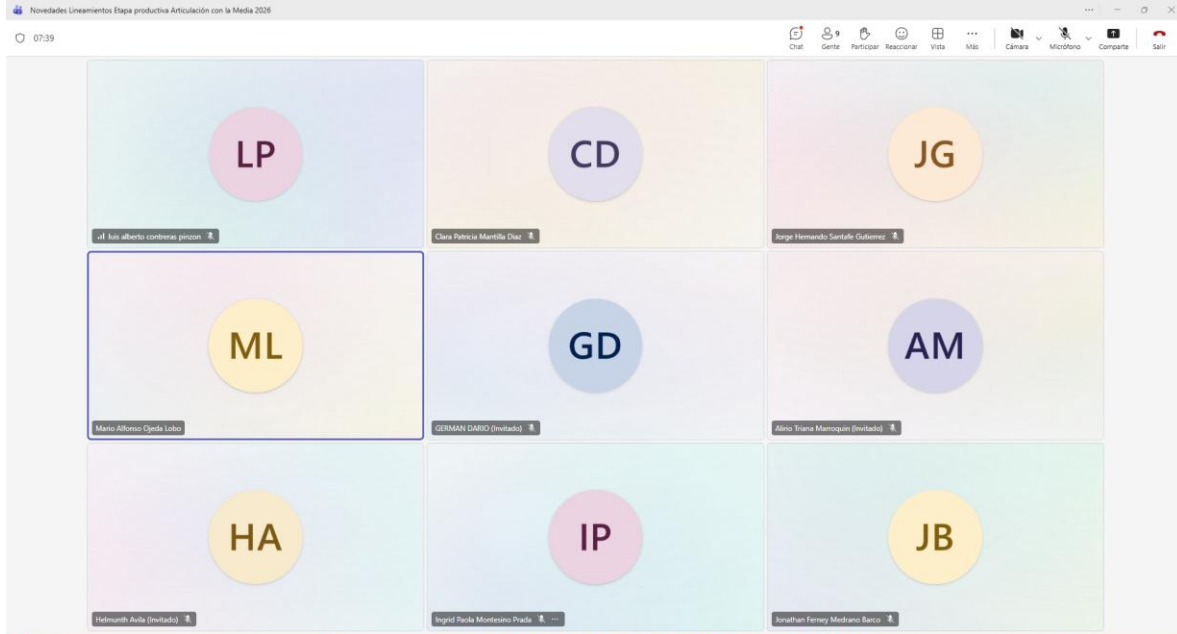 Novedades Lineamientos Etapa productiva Articulación con la Media 2026
07:39
9
Chat Gente Participar Reaccionar Vista Más Cámara Micrófono Comparte Salir
LP CD JG
luis alberto contreras pinzon Clara Patricia Mantilla Diaz Jorge Hernando Santafe Gutierrez
ML GD AM
Mario Alfonso Ojeda Lobo GERMAN DARIO (Invitado) Alirio Triana Marroquin (Invitado)
HA IP JB
Helmunth Avila (Invitado) Ingrid Paola Montesino Prada Jonathan Ferney Medrano Barco